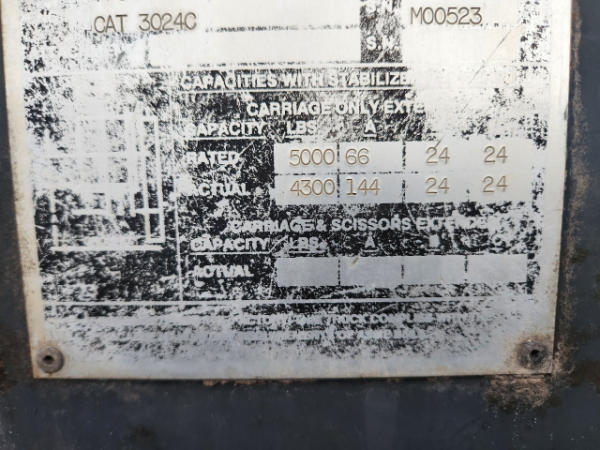 CAT 3024C M00523
S.
CAPACITIES WITH STABILIZE
CARRIAGE ONLY EXTE
CAPACITY LBS A
RATED 5000 66 24 24
ACTUAL 4300 144 24 24
CARRIAGE & SCISSORS EXTEN
CAPACITY LBS A
ACTUAL